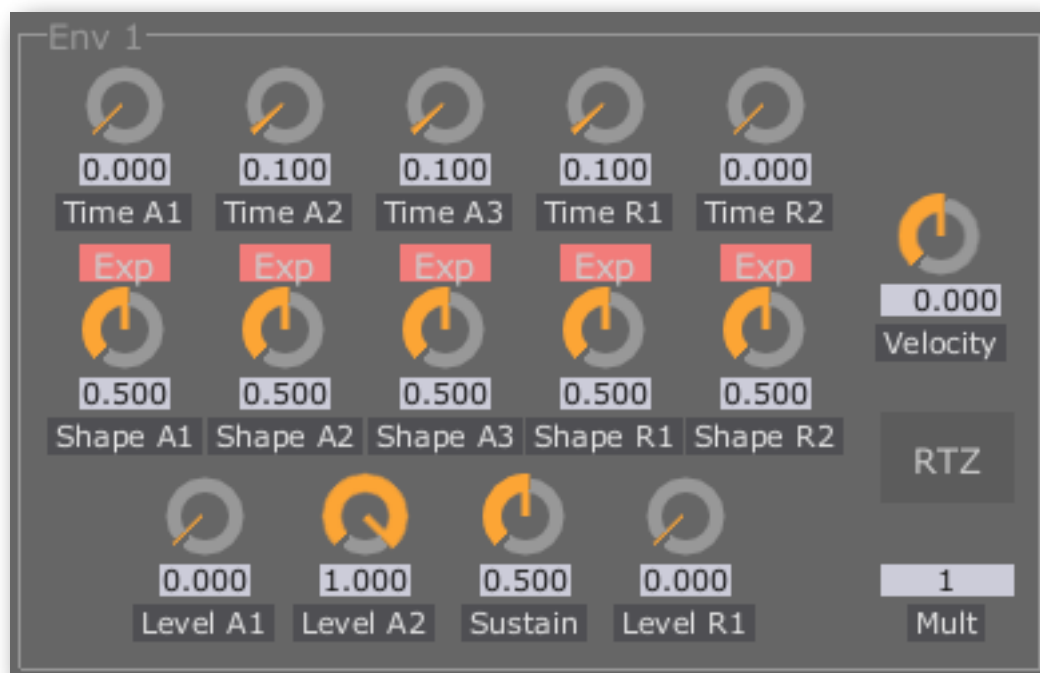 Env 1
0.000 0.100 0.100 0.100 0.000
Time A1 Time A2 Time A3 Time R1 Time R2
Exp Exp Exp Exp Exp
0.000
Velocity
0.500 0.500 0.500 0.500 0.500
Shape A1 Shape A2 Shape A3 Shape R1 Shape R2
RTZ
0.000 1.000 0.500 0.000 1
Level A1 Level A2 Sustain Level R1 Mult